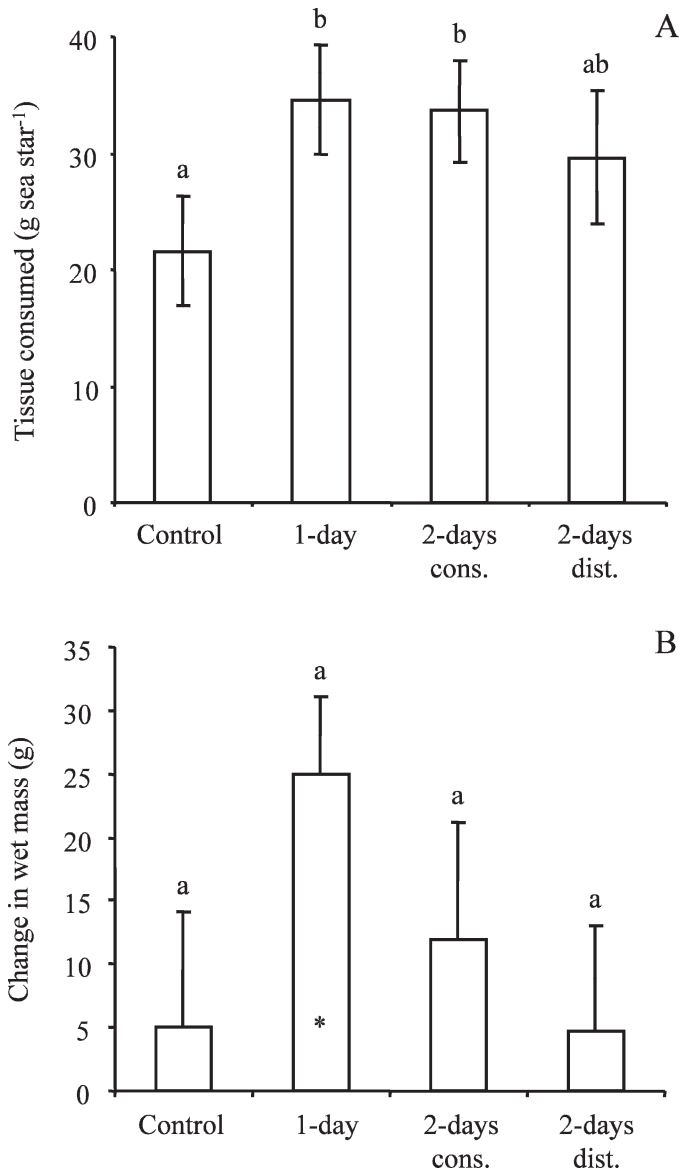 A
Tissue consumed (g sea star-1)
40
30
20
10
0
a
b
b
ab
Control
1-day
2-days
cons.
2-days
dist.
B
Change in wet mass (g)
35
30
25
20
15
10
5
0
a
a
a
a
*
Control
1-day
2-days
cons.
2-days
dist.